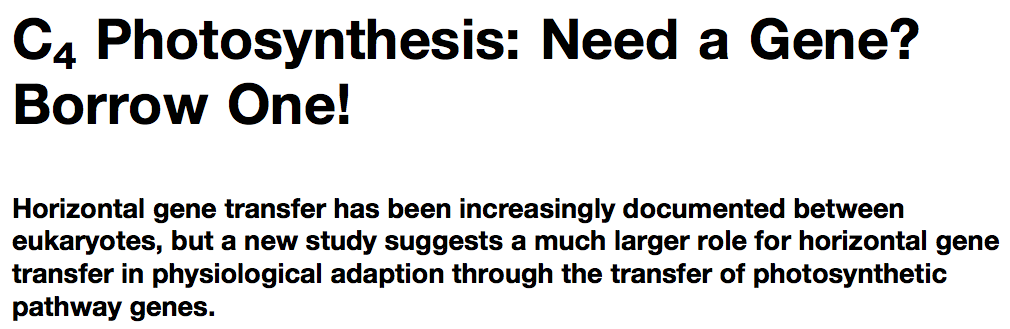 C₄ Photosynthesis: Need a Gene?
Borrow One!
Horizontal gene transfer has been increasingly documented between
eukaryotes, but a new study suggests a much larger role for horizontal gene
transfer in physiological adaption through the transfer of photosynthetic
pathway genes.